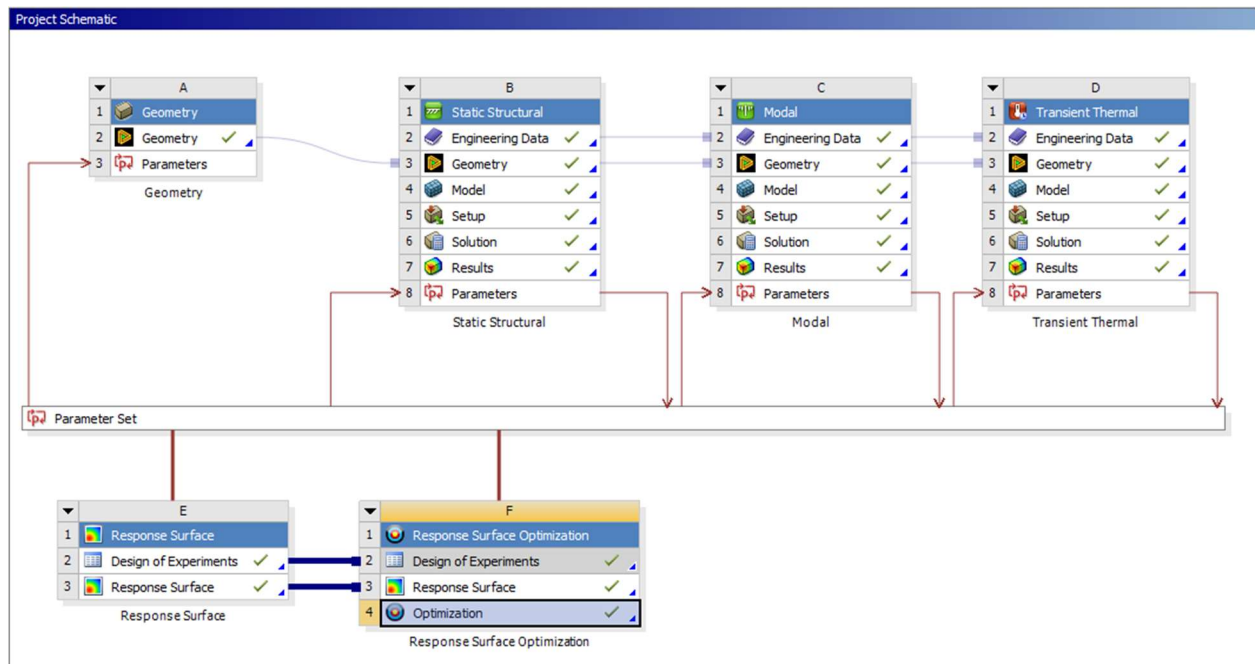 Project Schematic
A
1 Geometry
2 Geometry
3 Parameters
Geometry
B
1 Static Structural
2 Engineering Data
3 Geometry
4 Model
5 Setup
6 Solution
7 Results
8 Parameters
Static Structural
C
1 Modal
2 Engineering Data
3 Geometry
4 Model
5 Setup
6 Solution
7 Results
8 Parameters
Modal
D
1 Transient Thermal
2 Engineering Data
3 Geometry
4 Model
5 Setup
6 Solution
7 Results
8 Parameters
Transient Thermal
Parameter Set
E
1 Response Surface
2 Design of Experiments
3 Response Surface
Response Surface
F
1 Response Surface Optimization
2 Design of Experiments
3 Response Surface
4 Optimization
Response Surface Optimization